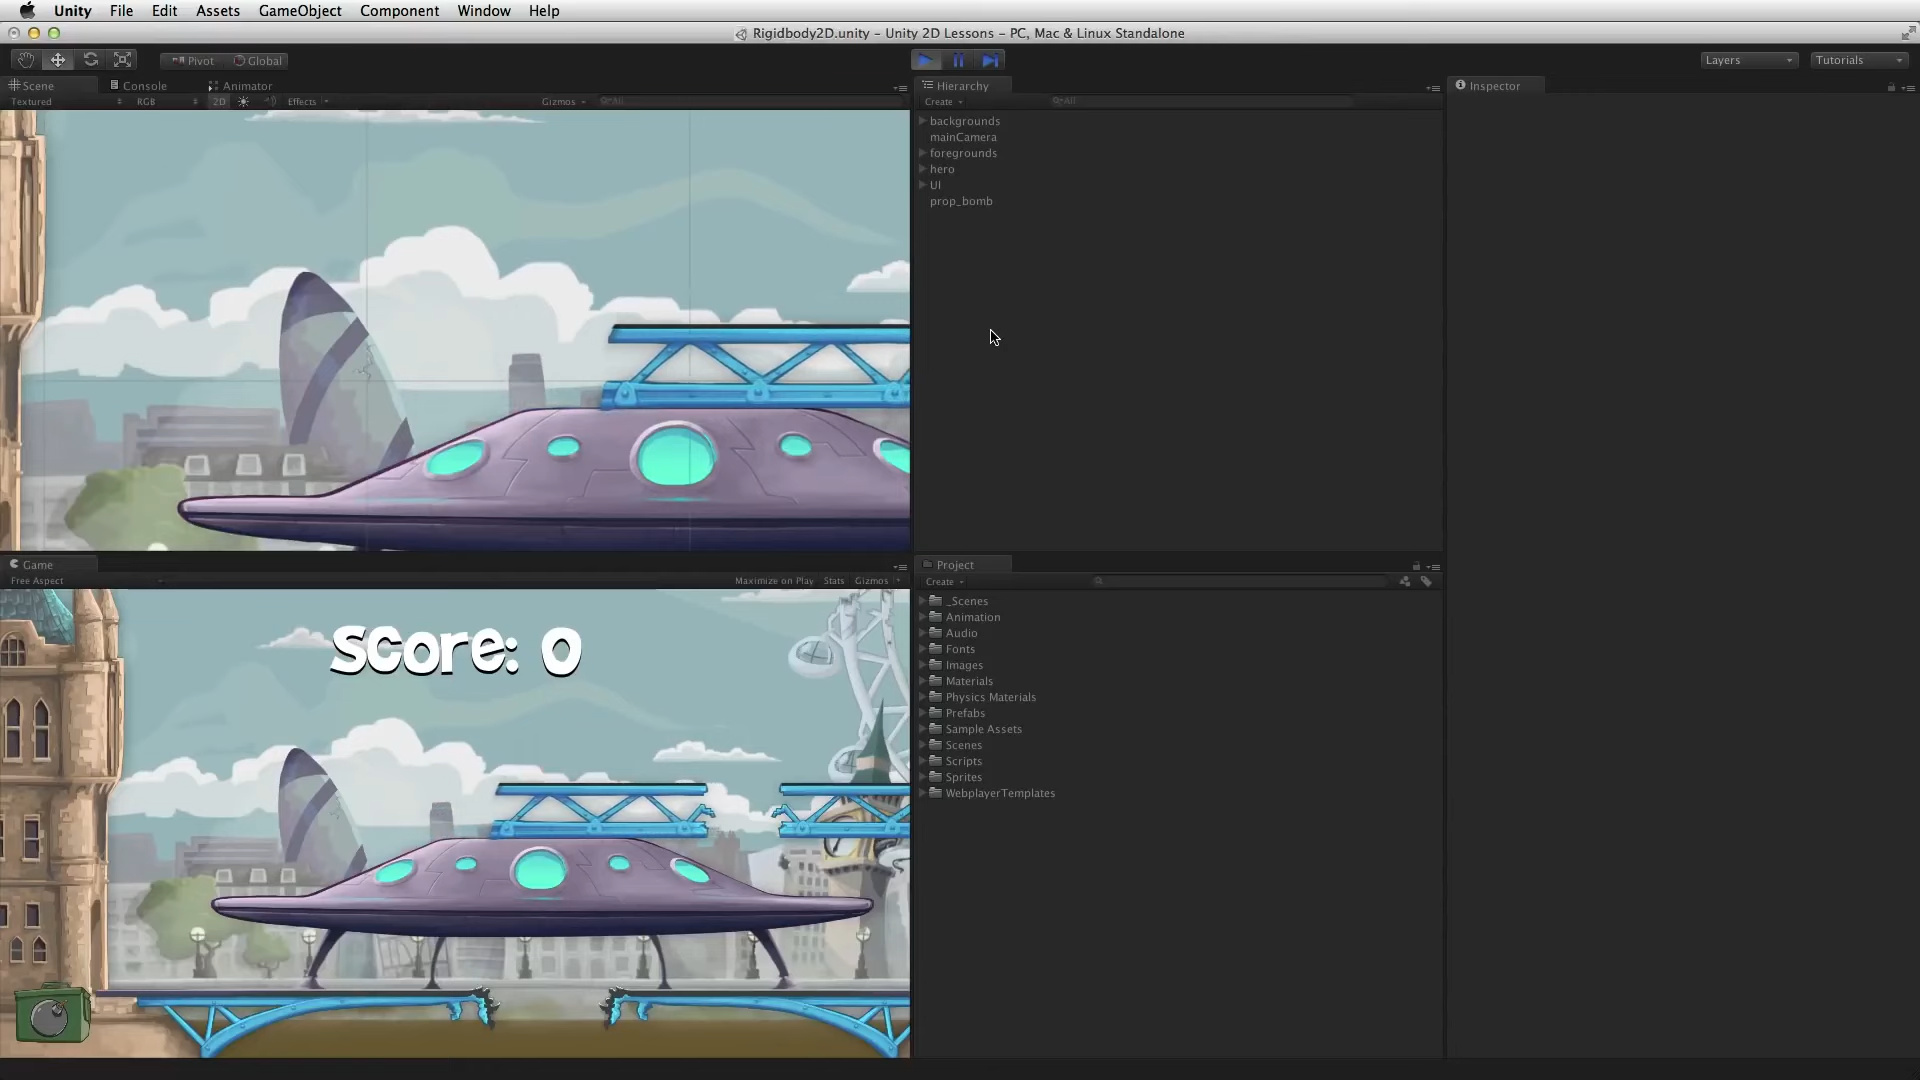 Unity File Edit Assets GameObject Component Window Help
Rigidbody2D.unity - Unity 2D Lessons - PC, Mac & Linux Standalone
Pivot Global Layers Tutorials
Scene Console Animator Hierarchy Inspector
Textured RGB 2D Effects Gizmos All Create All
backgrounds
mainCamera
foregrounds
hero
UI
prop_bomb
Game Project
Free Aspect Maximize on Play Stats Gizmos Create
Score: 0
_Scenes
Animation
Audio
Fonts
Images
Materials
Physics Materials
Prefabs
Sample Assets
Scenes
Scripts
Sprites
WebplayerTemplates